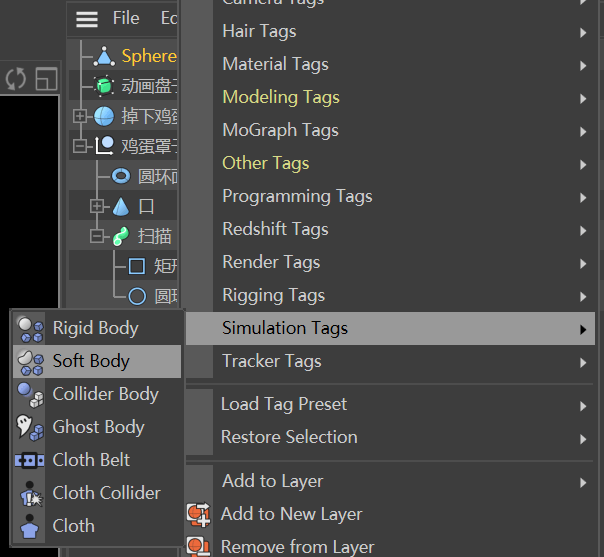 File
Ec
Sphere
动画盘子
掉下鸡蛋
鸡蛋罩子
圆环面
口
扫描
矩形
圆环
Camera Tags
Hair Tags
Material Tags
Modeling Tags
MoGraph Tags
Other Tags
Programming Tags
Redshift Tags
Render Tags
Rigging Tags
Simulation Tags
Tracker Tags
Load Tag Preset
Restore Selection
Add to Layer
Add to New Layer
Remove from Layer
Rigid Body
Soft Body
Collider Body
Ghost Body
Cloth Belt
Cloth Collider
Cloth